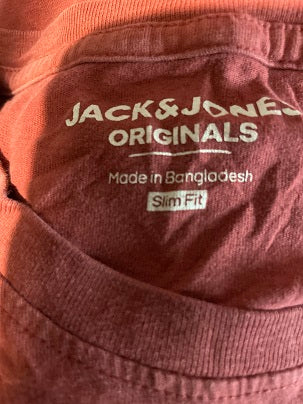 JACK&JONES
ORIGINALS
Made in Bangladesh
Slim Fit